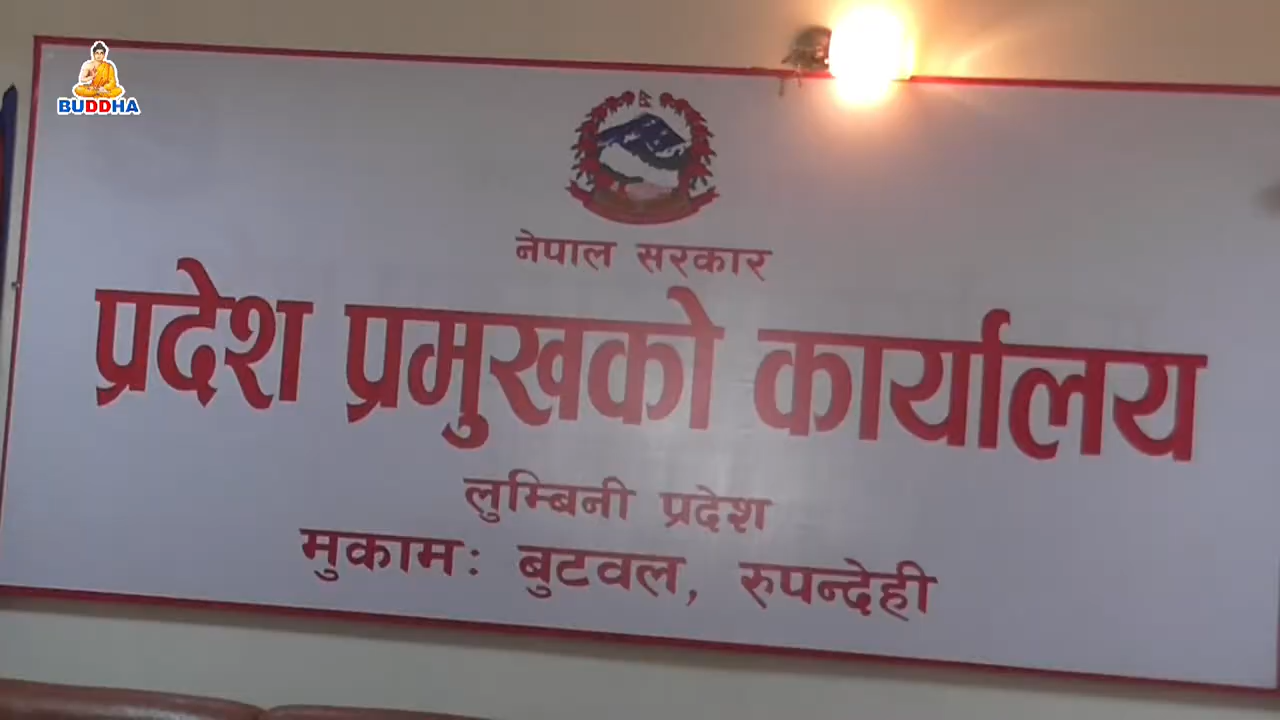 BUDDHA
नेपाल सरकार
प्रदेश प्रमुखको कार्यालय
लुम्बिनी प्रदेश
मुकामः बुटवल, रुपन्देही